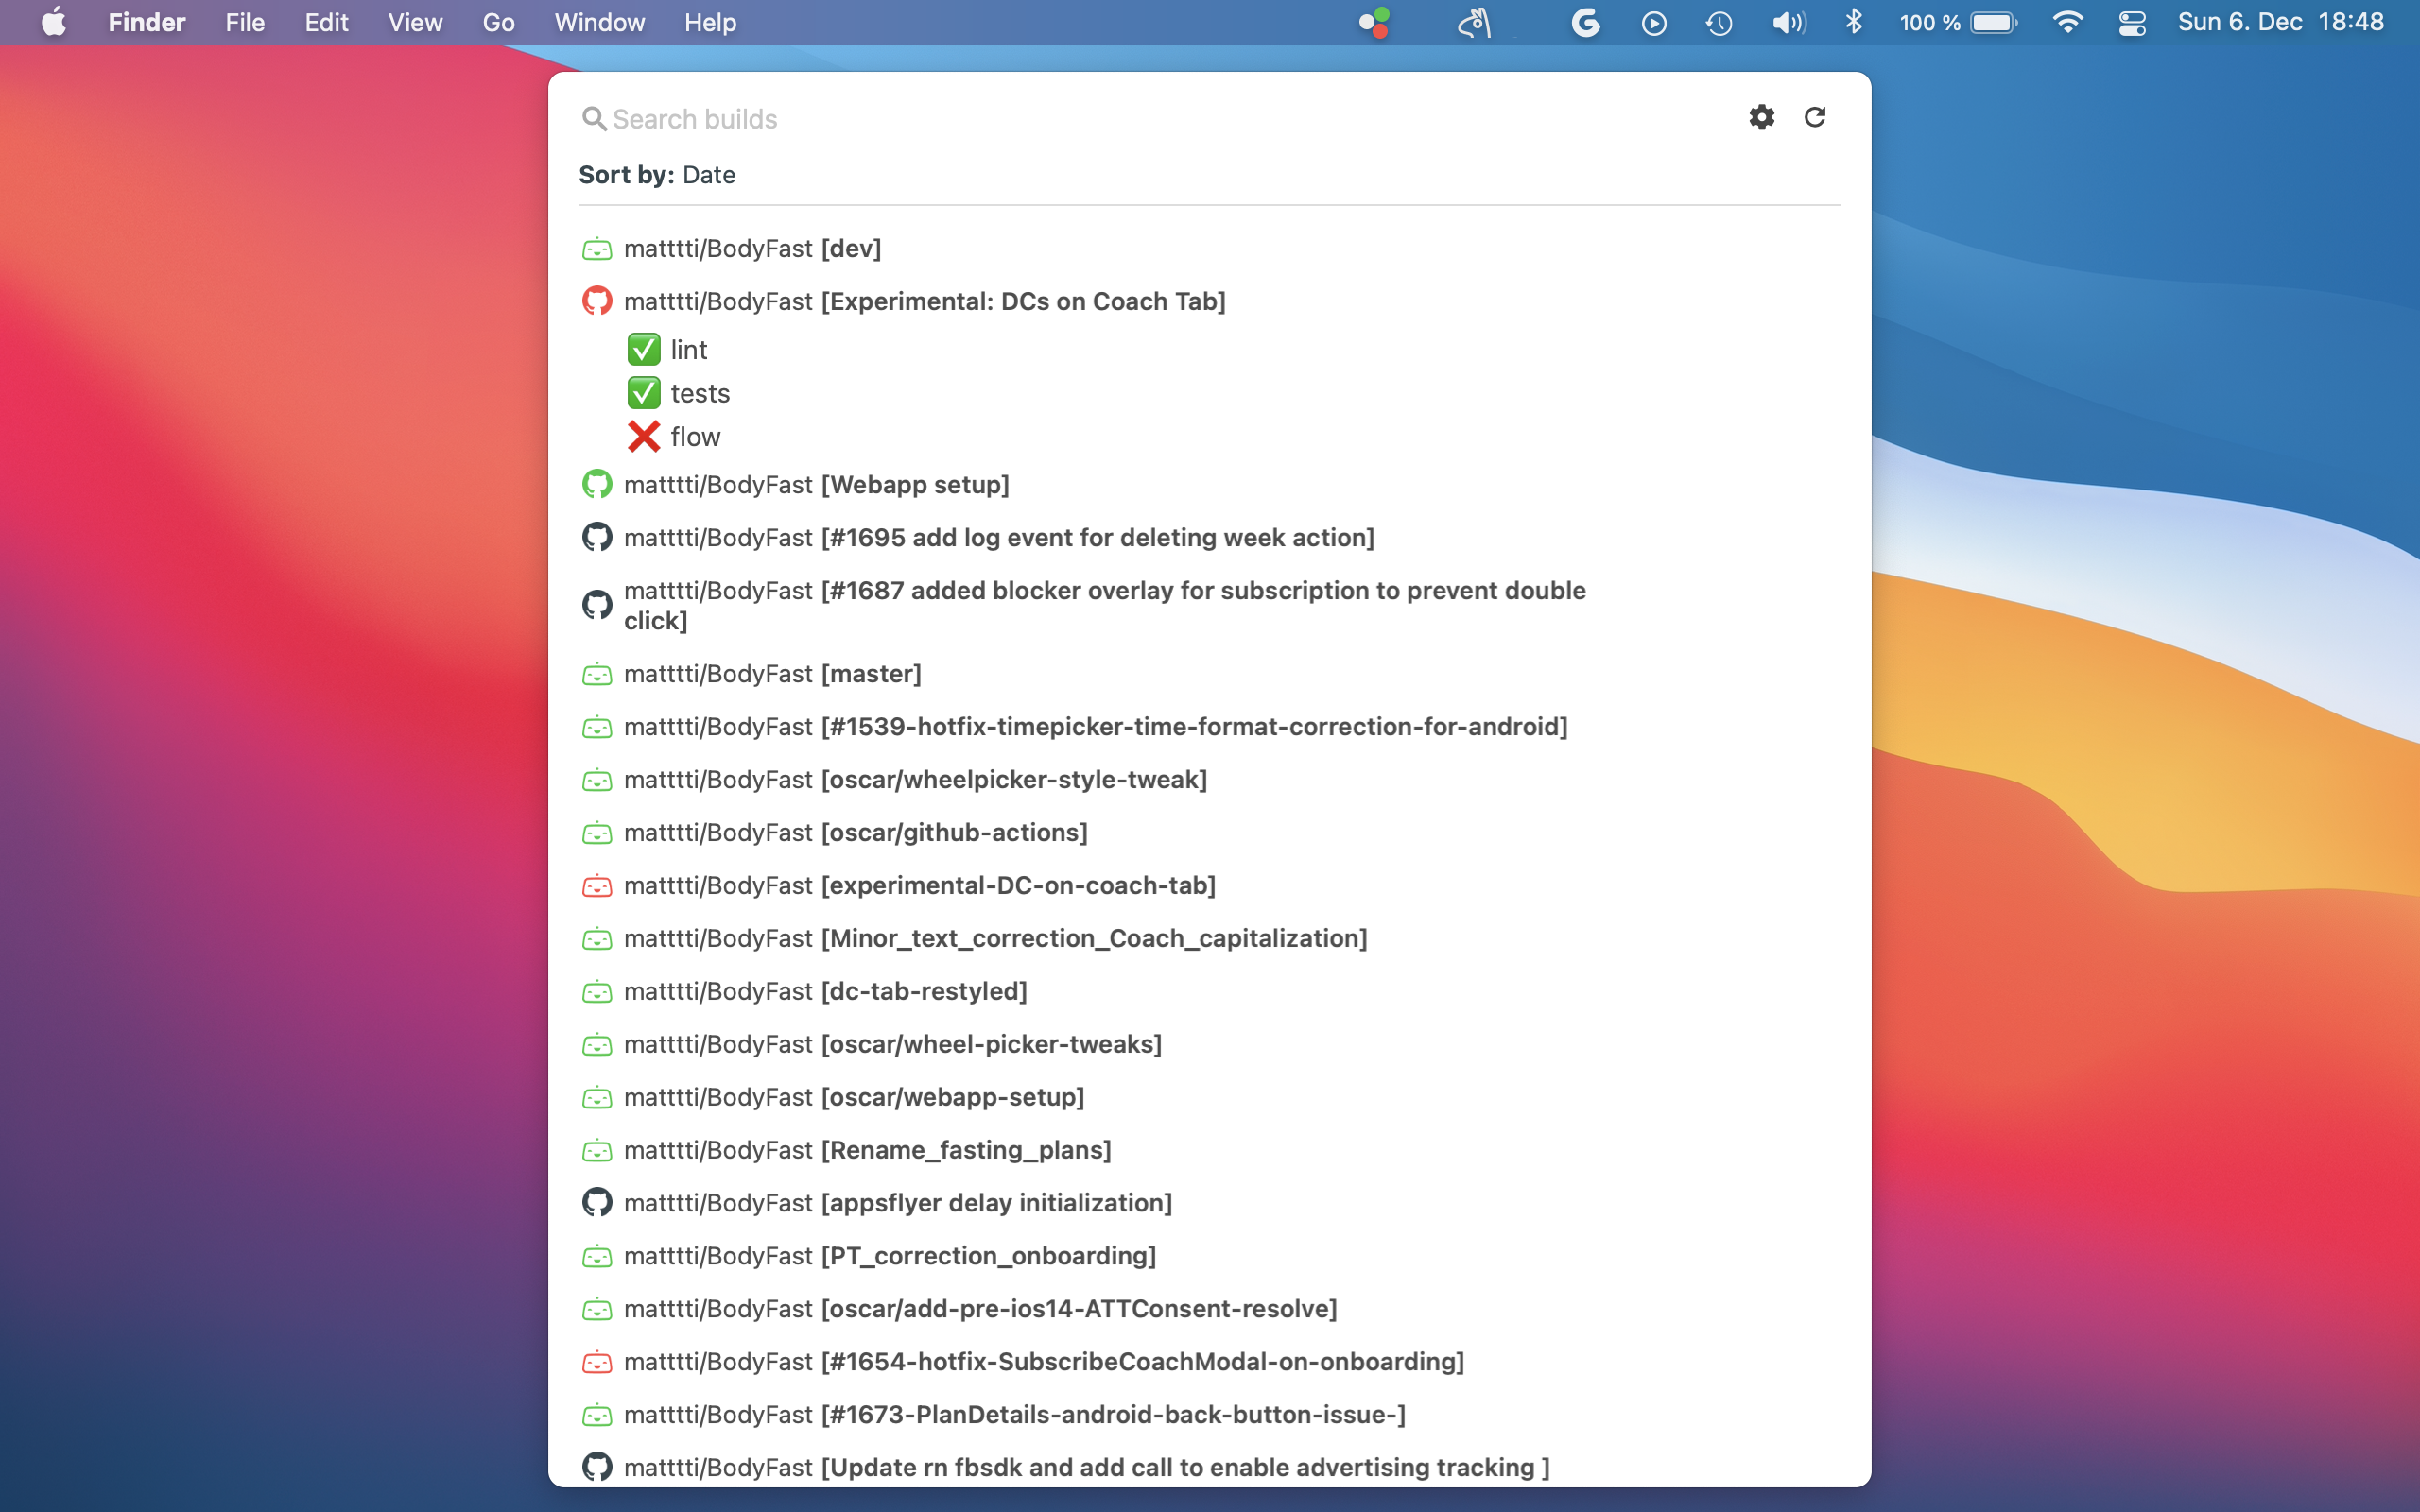 Finder File Edit View Go Window Help 100 % Sun 6. Dec 18:48
Search builds
Sort by: Date
matttti/BodyFast [dev]
matttti/BodyFast [Experimental: DCs on Coach Tab]
lint
tests
flow
matttti/BodyFast [Webapp setup]
matttti/BodyFast [#1695 add log event for deleting week action]
matttti/BodyFast [#1687 added blocker overlay for subscription to prevent double
click]
matttti/BodyFast [master]
matttti/BodyFast [#1539-hotfix-timepicker-time-format-correction-for-android]
matttti/BodyFast [oscar/wheelpicker-style-tweak]
matttti/BodyFast [oscar/github-actions]
matttti/BodyFast [experimental-DC-on-coach-tab]
matttti/BodyFast [Minor_text_correction_Coach_capitalization]
matttti/BodyFast [dc-tab-restyled]
matttti/BodyFast [oscar/wheel-picker-tweaks]
matttti/BodyFast [oscar/webapp-setup]
matttti/BodyFast [Rename_fasting_plans]
matttti/BodyFast [appsflyer delay initialization]
matttti/BodyFast [PT_correction_onboarding]
matttti/BodyFast [oscar/add-pre-ios14-ATTConsent-resolve]
matttti/BodyFast [#1654-hotfix-SubscribeCoachModal-on-onboarding]
matttti/BodyFast [#1673-PlanDetails-android-back-button-issue-]
matttti/BodyFast [Update rn fbsdk and add call to enable advertising tracking ]